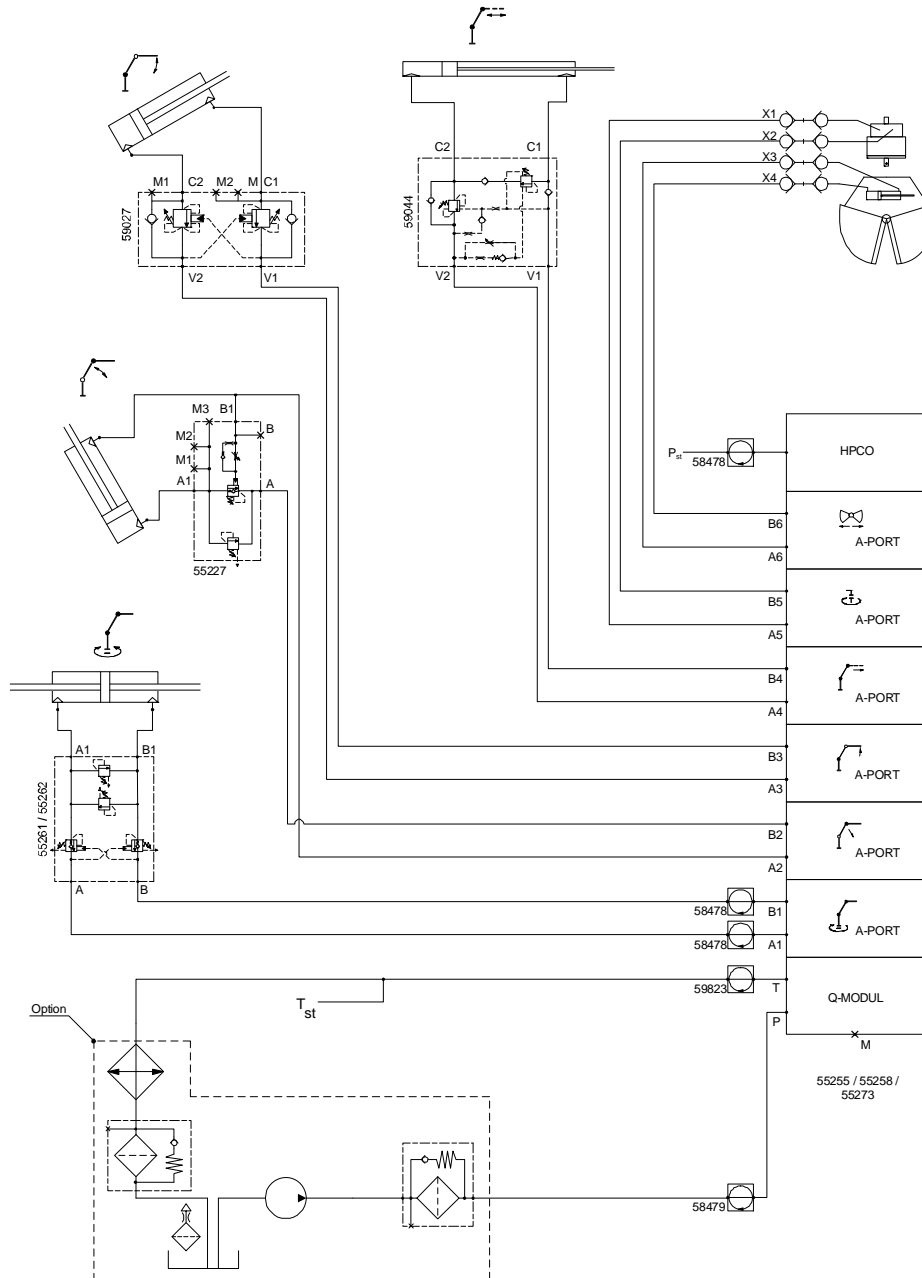 X1
X2
X3
X4
C2 C1
M1 C2 M2 M C1
59027
59044
V2 V1
V2 V1
M3 B1
B
M2
M1
A1 A
55227
Pst
58478
HPCO
B6
A-PORT
A6
B5
A-PORT
A5
B4
A-PORT
A4
B3
A-PORT
A3
B2
A-PORT
A2
A1 B1
55261 / 55262
A B
58478 B1
A-PORT
58478 A1
59823 T
Q-MODUL
Tst
P
Option
M
55255 / 55258 /
55273
58479